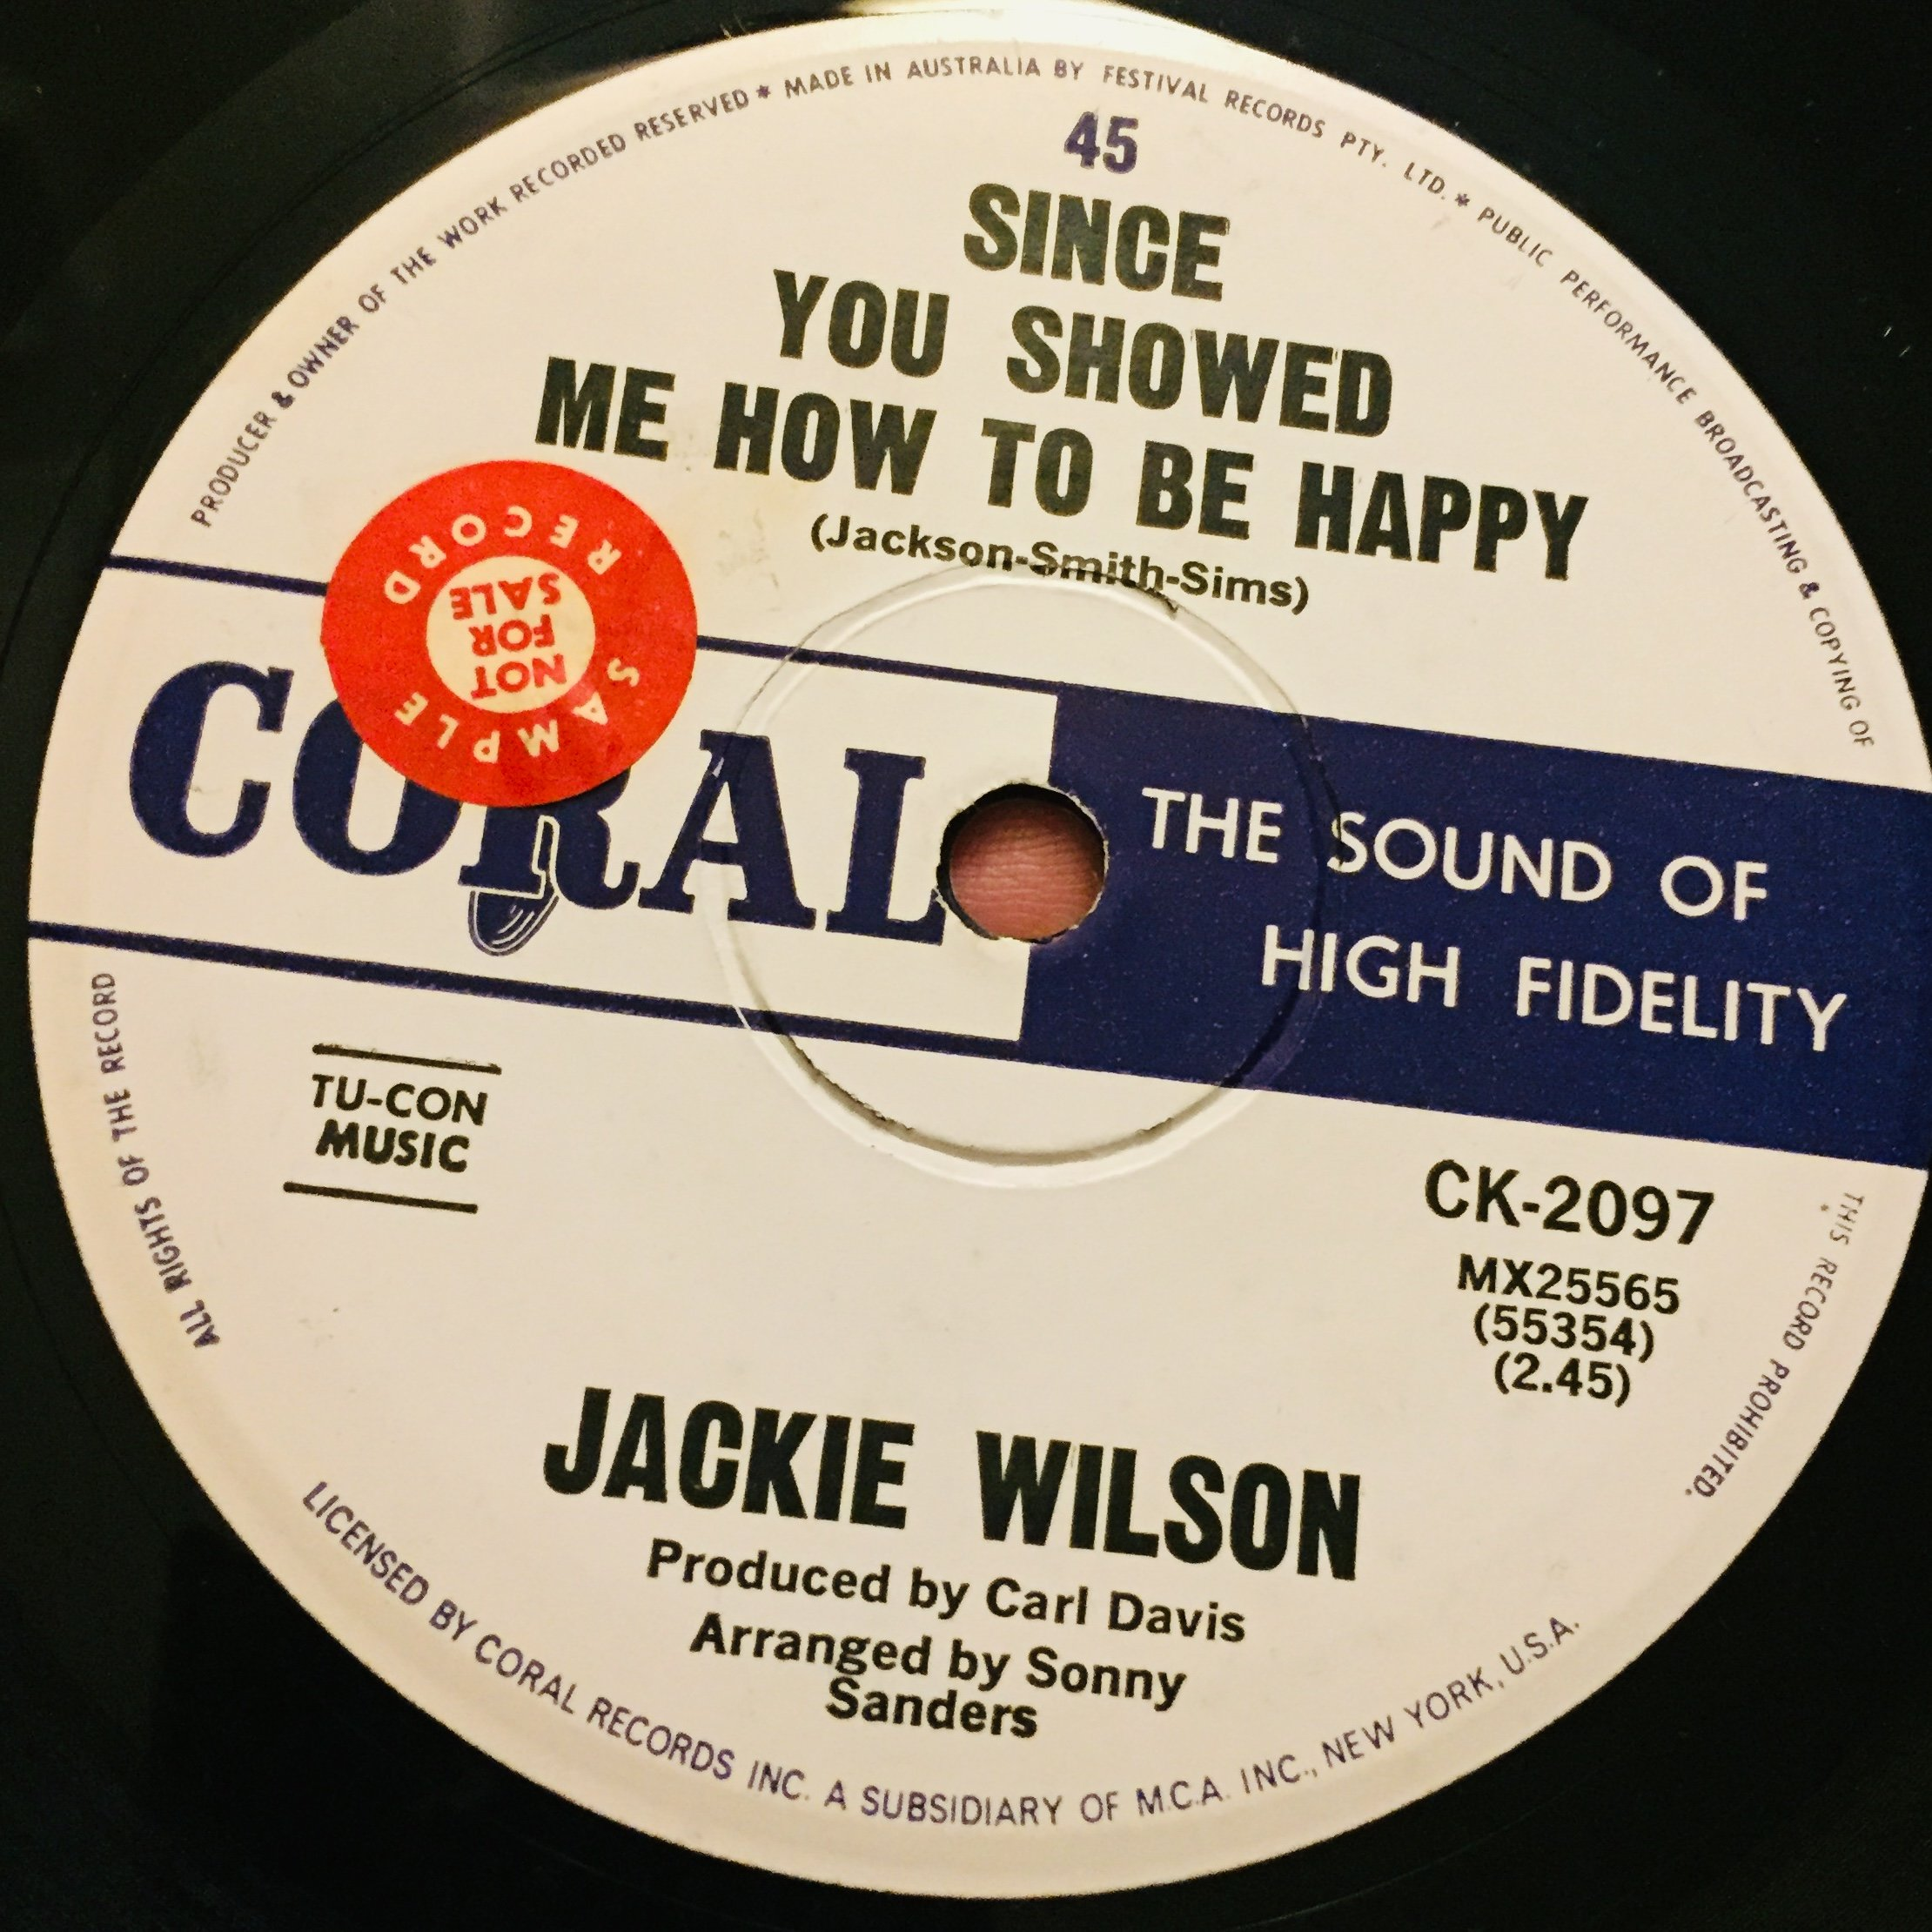 PRODUCER & OWNER OF THE WORK RECORDED RESERVED * MADE IN AUSTRALIA BY FESTIVAL RECORDS PTY. LTD. * PUBLIC PERFORMANCE BROADCASTING & COPYING OF
45
SINCE
YOU SHOWED
ME HOW TO BE HAPPY
(Jackson-Smith-Sims)
SAMPLE RECORD
NOT
FOR
SALE
CORAL
THE SOUND OF
HIGH FIDELITY
ALL RIGHTS OF THE RECORD
TU-CON
MUSIC
CK-2097
MX25565
(55354)
(2.45)
THIS RECORD PROHIBITED.
JACKIE WILSON
Produced by Carl Davis
Arranged by Sonny
Sanders
LICENSED BY CORAL RECORDS INC. A SUBSIDIARY OF M.C.A. INC., NEW YORK, U.S.A.